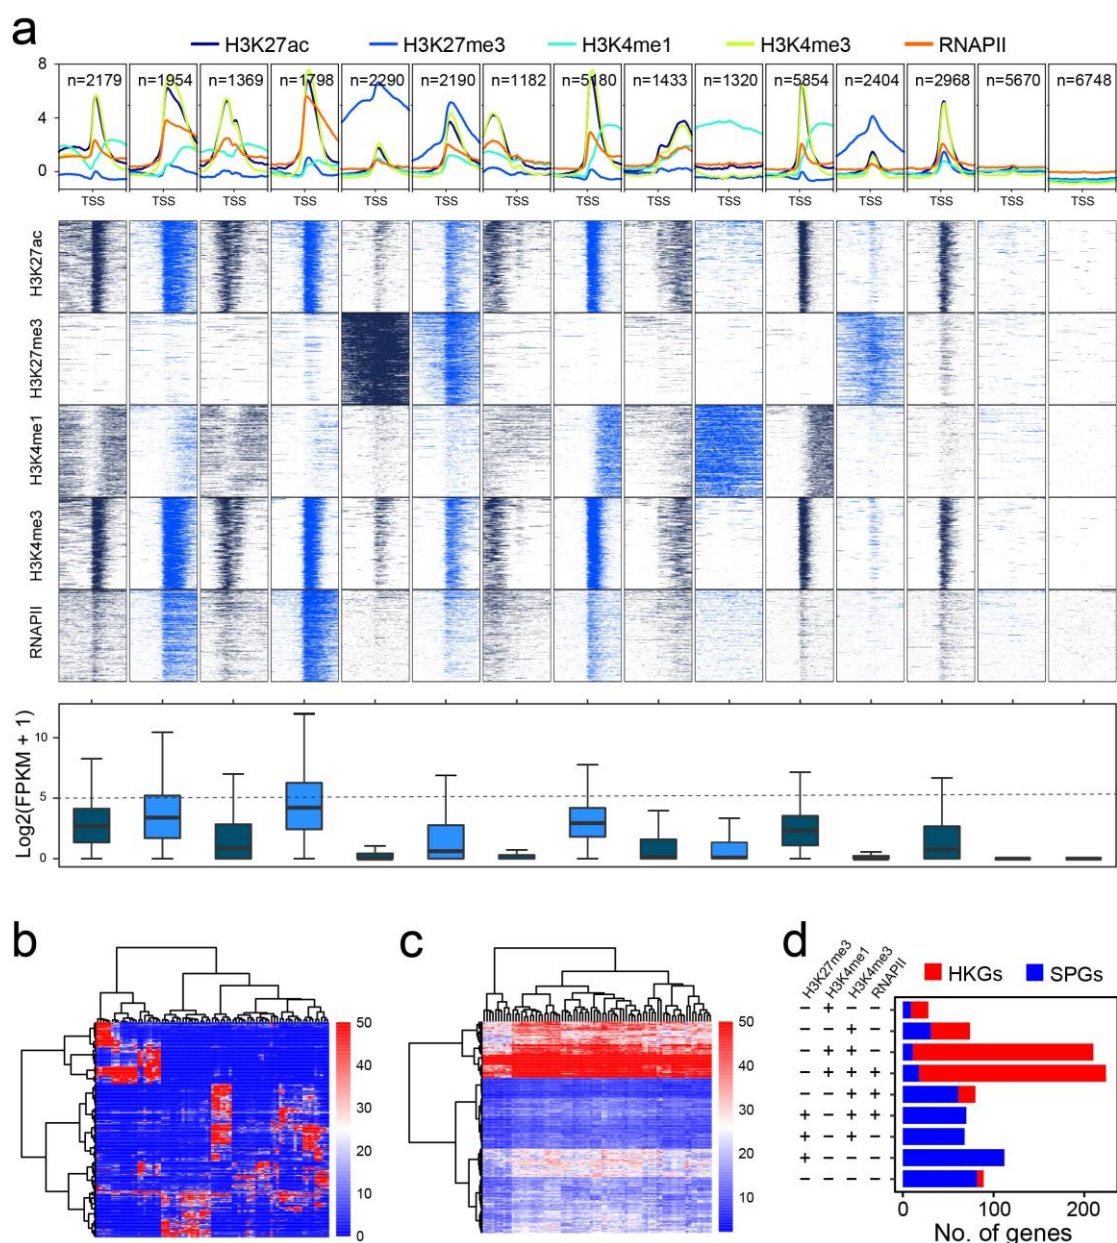 a
H3K27ac H3K27me3 H3K4me1 H3K4me3 RNAPII
8
n=2179 n=1954 n=1369 n=1798 n=2290 n=2190 n=1182 n=5180 n=1433 n=1320 n=5854 n=2404 n=2968 n=5670 n=6748
4
0
TSS TSS TSS TSS TSS TSS TSS TSS TSS TSS TSS TSS TSS TSS TSS
H3K27ac
H3K27me3
H3K4me1
H3K4me3
RNAPII
Log2(FPKM + 1)
10
5
0
b
50
40
30
20
10
0
c
50
40
30
20
10
d
H3K27me3
H3K4me1
H3K4me3
RNAPII
HKGs SPGs
− + − −
− − + −
− + + −
− + + +
− − + +
+ − + +
+ − + −
+ − − −
− − − −
0 100 200
No. of genes